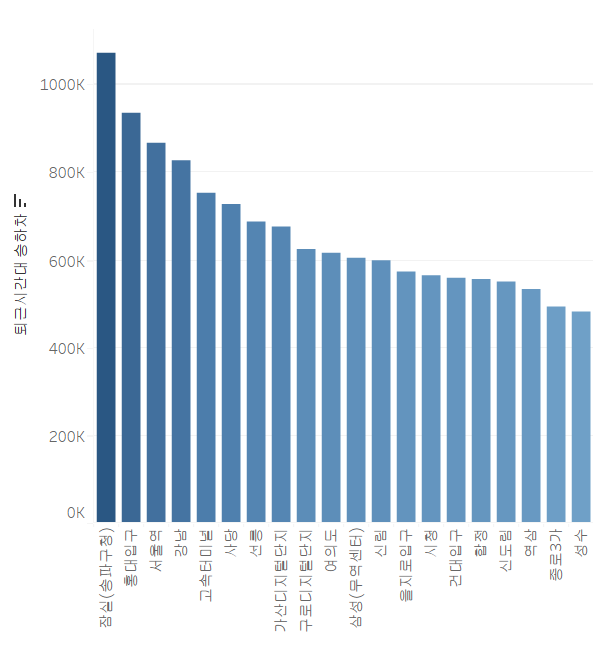 퇴근시간대 승하차
1000K
800K
600K
400K
200K
0K
잠실(송파구청)
홍대입구
서울역
강남
고속터미널
사당
선릉
가산디지털단지
구로디지털단지
여의도
삼성(무역센터)
신림
을지로입구
시청
건대입구
합정
신도림
역삼
종로3가
성수